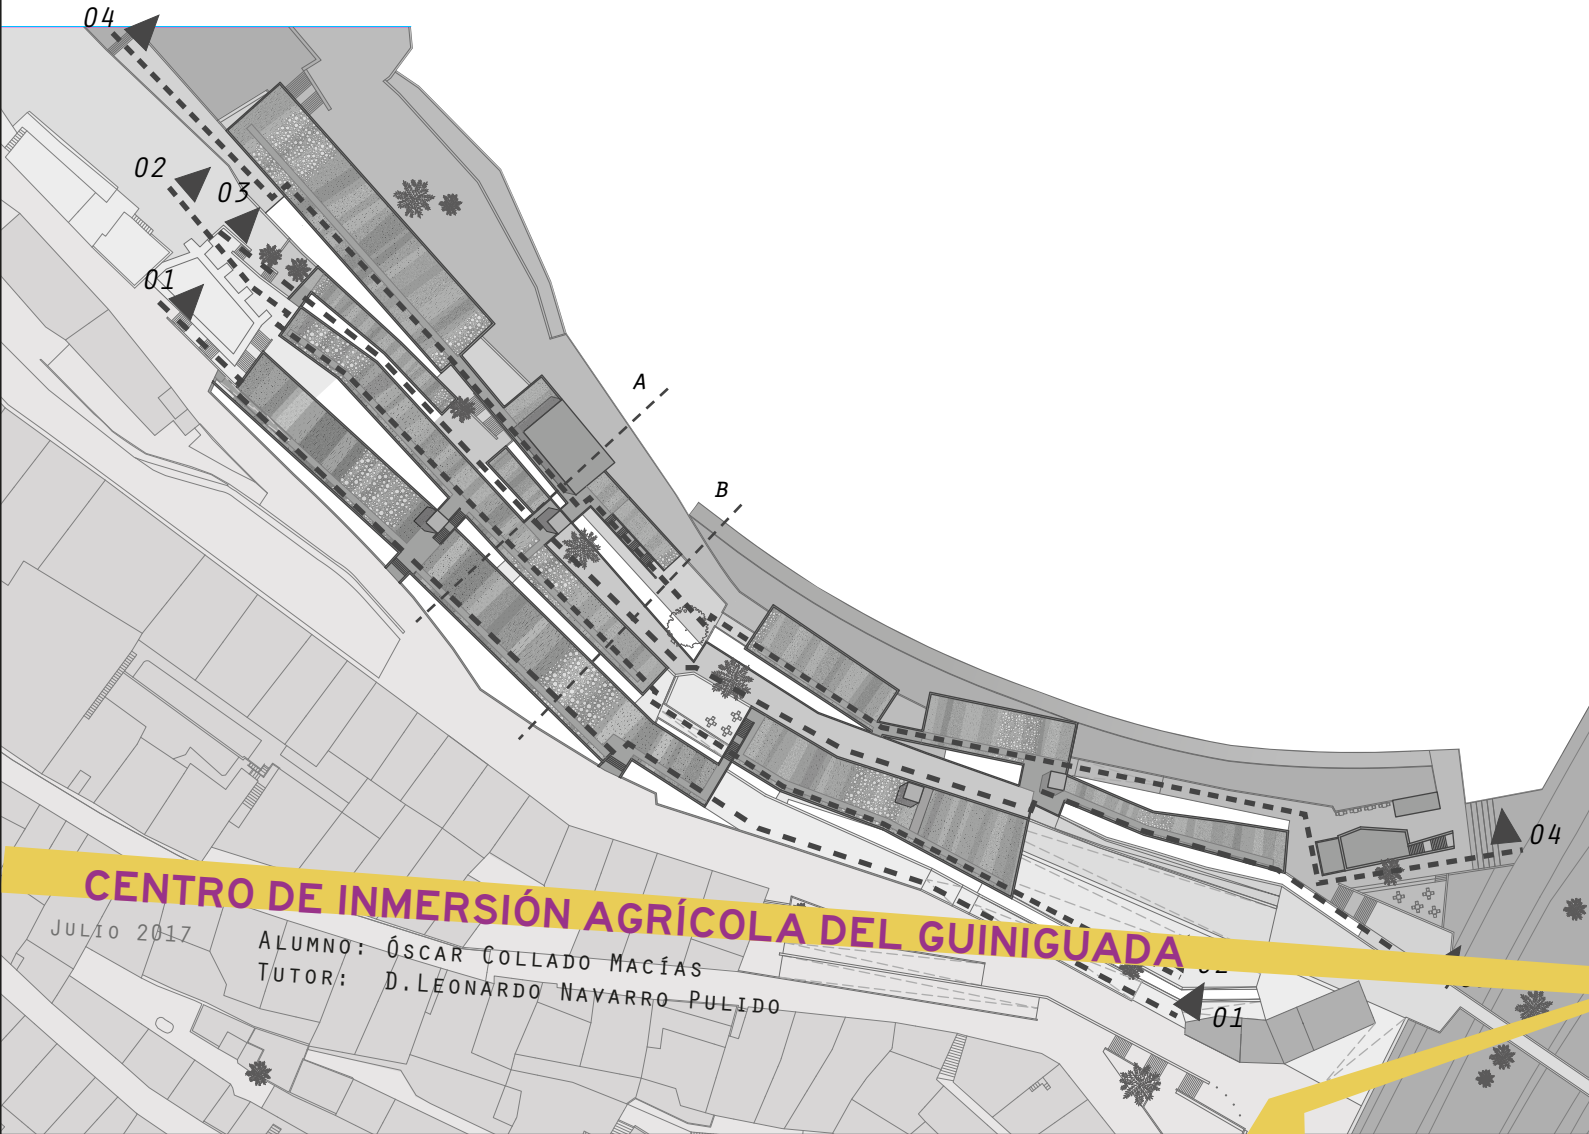 04
02
03
01
A
B
04
CENTRO DE INMERSIÓN AGRÍCOLA DEL GUINIGUADA
JULIO 2017
ALUMNO: ÓSCAR COLLADO MACÍAS
TUTOR: D.LEONARDO NAVARRO PULIDO
02
01